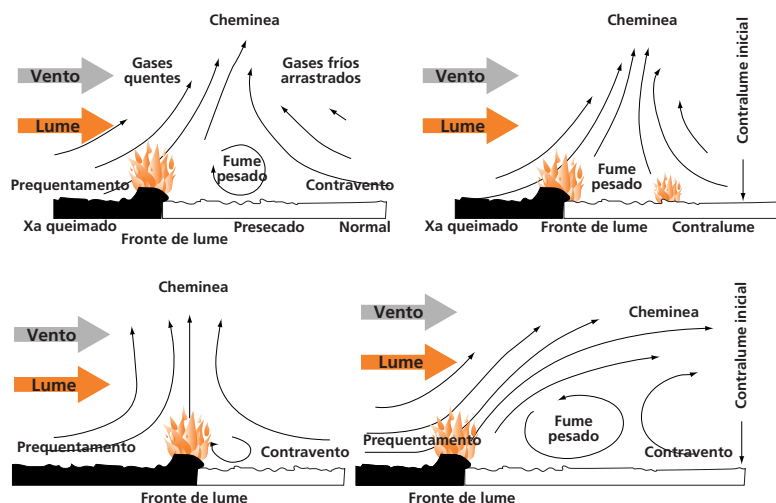 Cheminea
Vento
Gases
quentes
Gases fríos
arrastrados
Lume
Prequentamento
Fume
pesado
Contravento
Xa queimado
Fronte de lume
Presecado
Normal
Cheminea
Vento
Lume
Contralume inicial
Fume
pesado
Xa queimado
Fronte de lume
Contralume
Cheminea
Vento
Lume
Prequentamento
Contravento
Fronte de lume
Vento
Cheminea
Lume
Contralume inicial
Prequentamento
Fume
pesado
Contravento
Fronte de lume